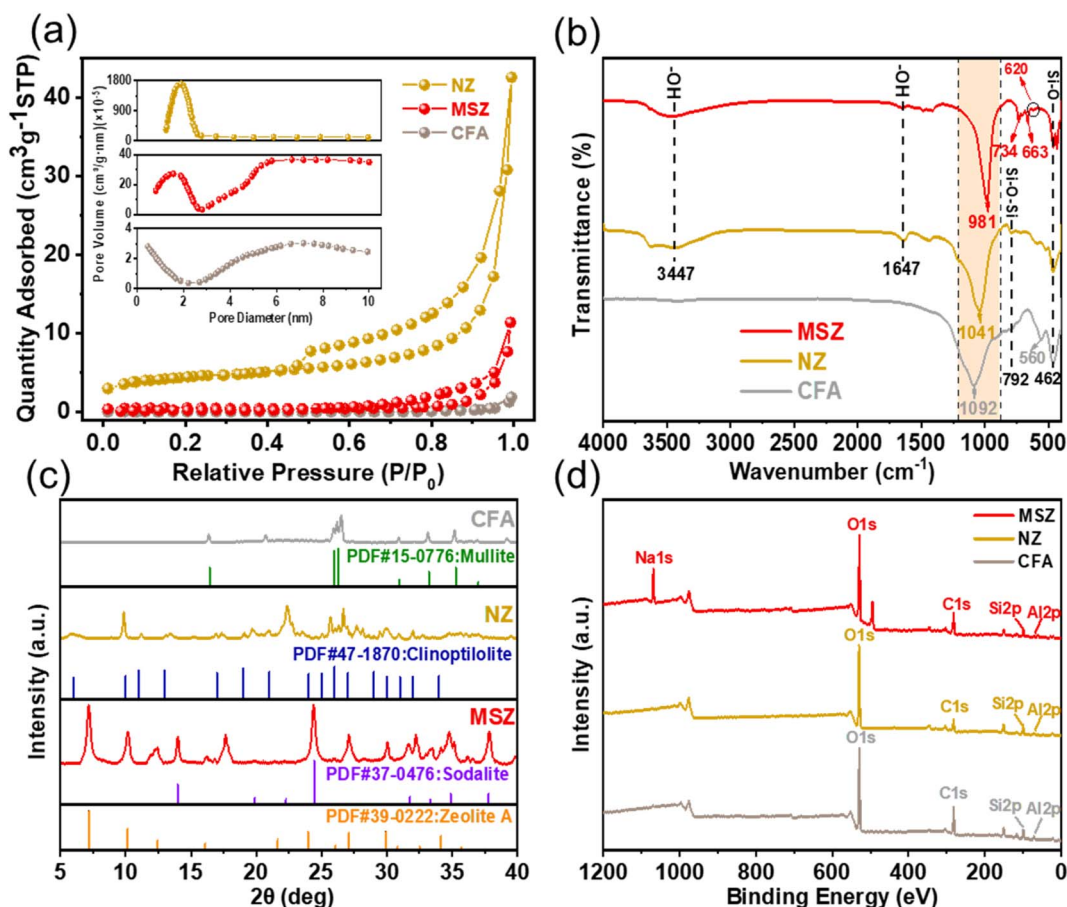 (a)
Quantity Adsorbed (cm³g⁻¹STP)
40
30
20
10
0
0.0 0.2 0.4 0.6 0.8 1.0
Relative Pressure (P/P₀)
NZ
MSZ
CFA
Pore Volume (cm³/g·nm)(×10⁻⁵)
1800
900
0
40
20
0
4
2
0
0 2 4 6 8 10
Pore Diameter (nm)
(b)
Transmittance (%)
-HO
-HO
620
Si-O
734
663
Si-O-Si
981
3447
1647
1041
560
792
462
1092
MSZ
NZ
CFA
4000 3500 3000 2500 2000 1500 1000 500
Wavenumber (cm⁻¹)
(c)
Intensity (a.u.)
CFA
PDF#15-0776:Mullite
NZ
PDF#47-1870:Clinoptilolite
MSZ
PDF#37-0476:Sodalite
PDF#39-0222:Zeolite A
5 10 15 20 25 30 35 40
2θ (deg)
(d)
Intensity (a.u.)
MSZ
NZ
CFA
Na1s
O1s
C1s
Si2p
Al2p
O1s
C1s
Si2p
Al2p
O1s
C1s
Si2p
Al2p
1200 1000 800 600 400 200 0
Binding Energy (eV)